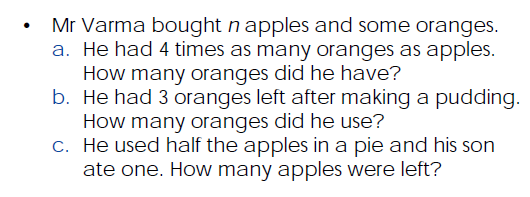 • Mr Varma bought n apples and some oranges.
a. He had 4 times as many oranges as apples.
How many oranges did he have?
b. He had 3 oranges left after making a pudding.
How many oranges did he use?
c. He used half the apples in a pie and his son
ate one. How many apples were left?